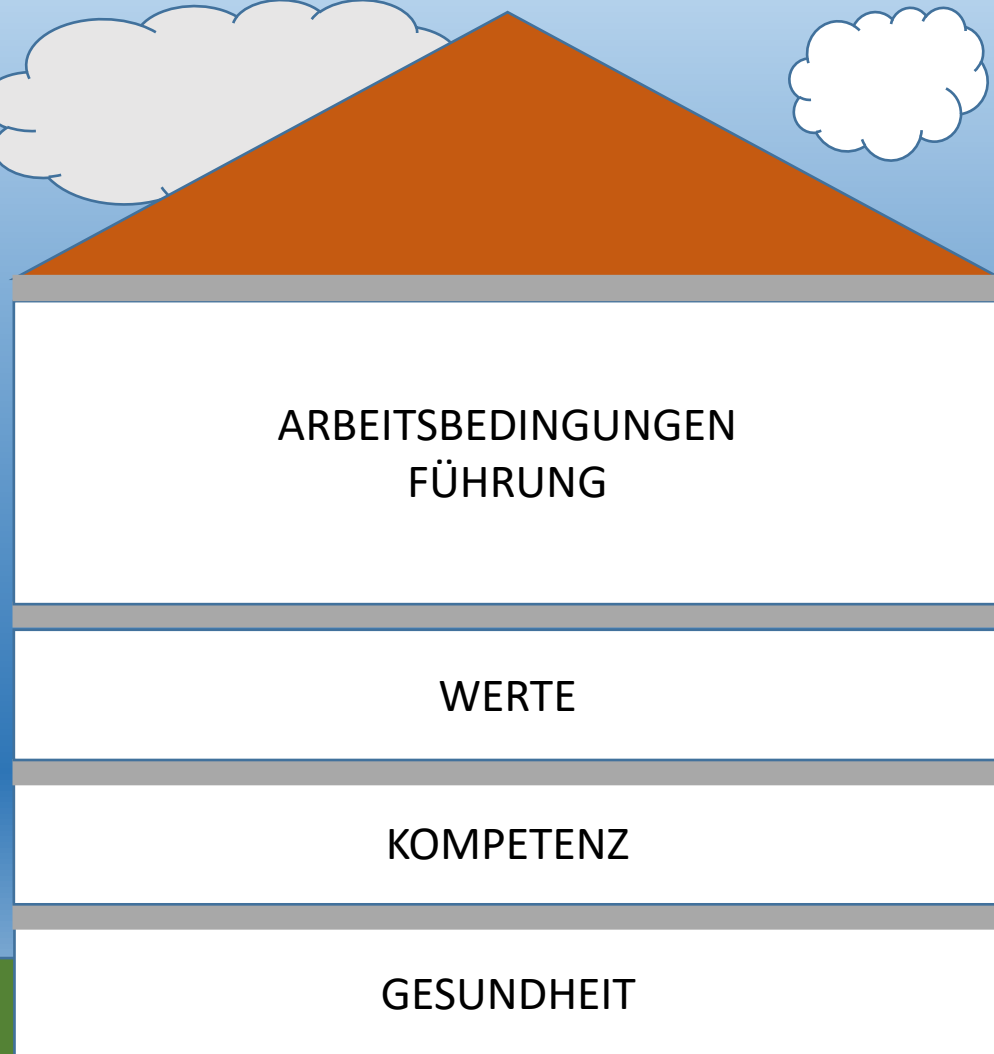 ARBEITSBEDINGUNGEN
FÜHRUNG
WERTE
KOMPETENZ
GESUNDHEIT